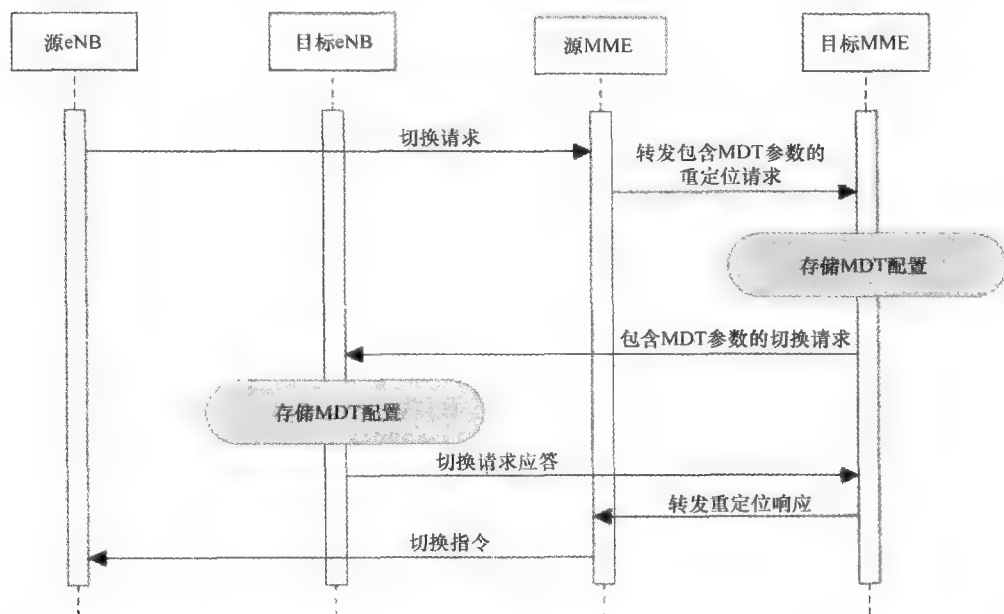 源eNB
目标eNB
源MME
目标MME
切换请求
转发包含MDT参数的
重定位请求
存储MDT配置
包含MDT参数的切换请求
存储MDT配置
切换请求应答
转发重定位响应
切换指令